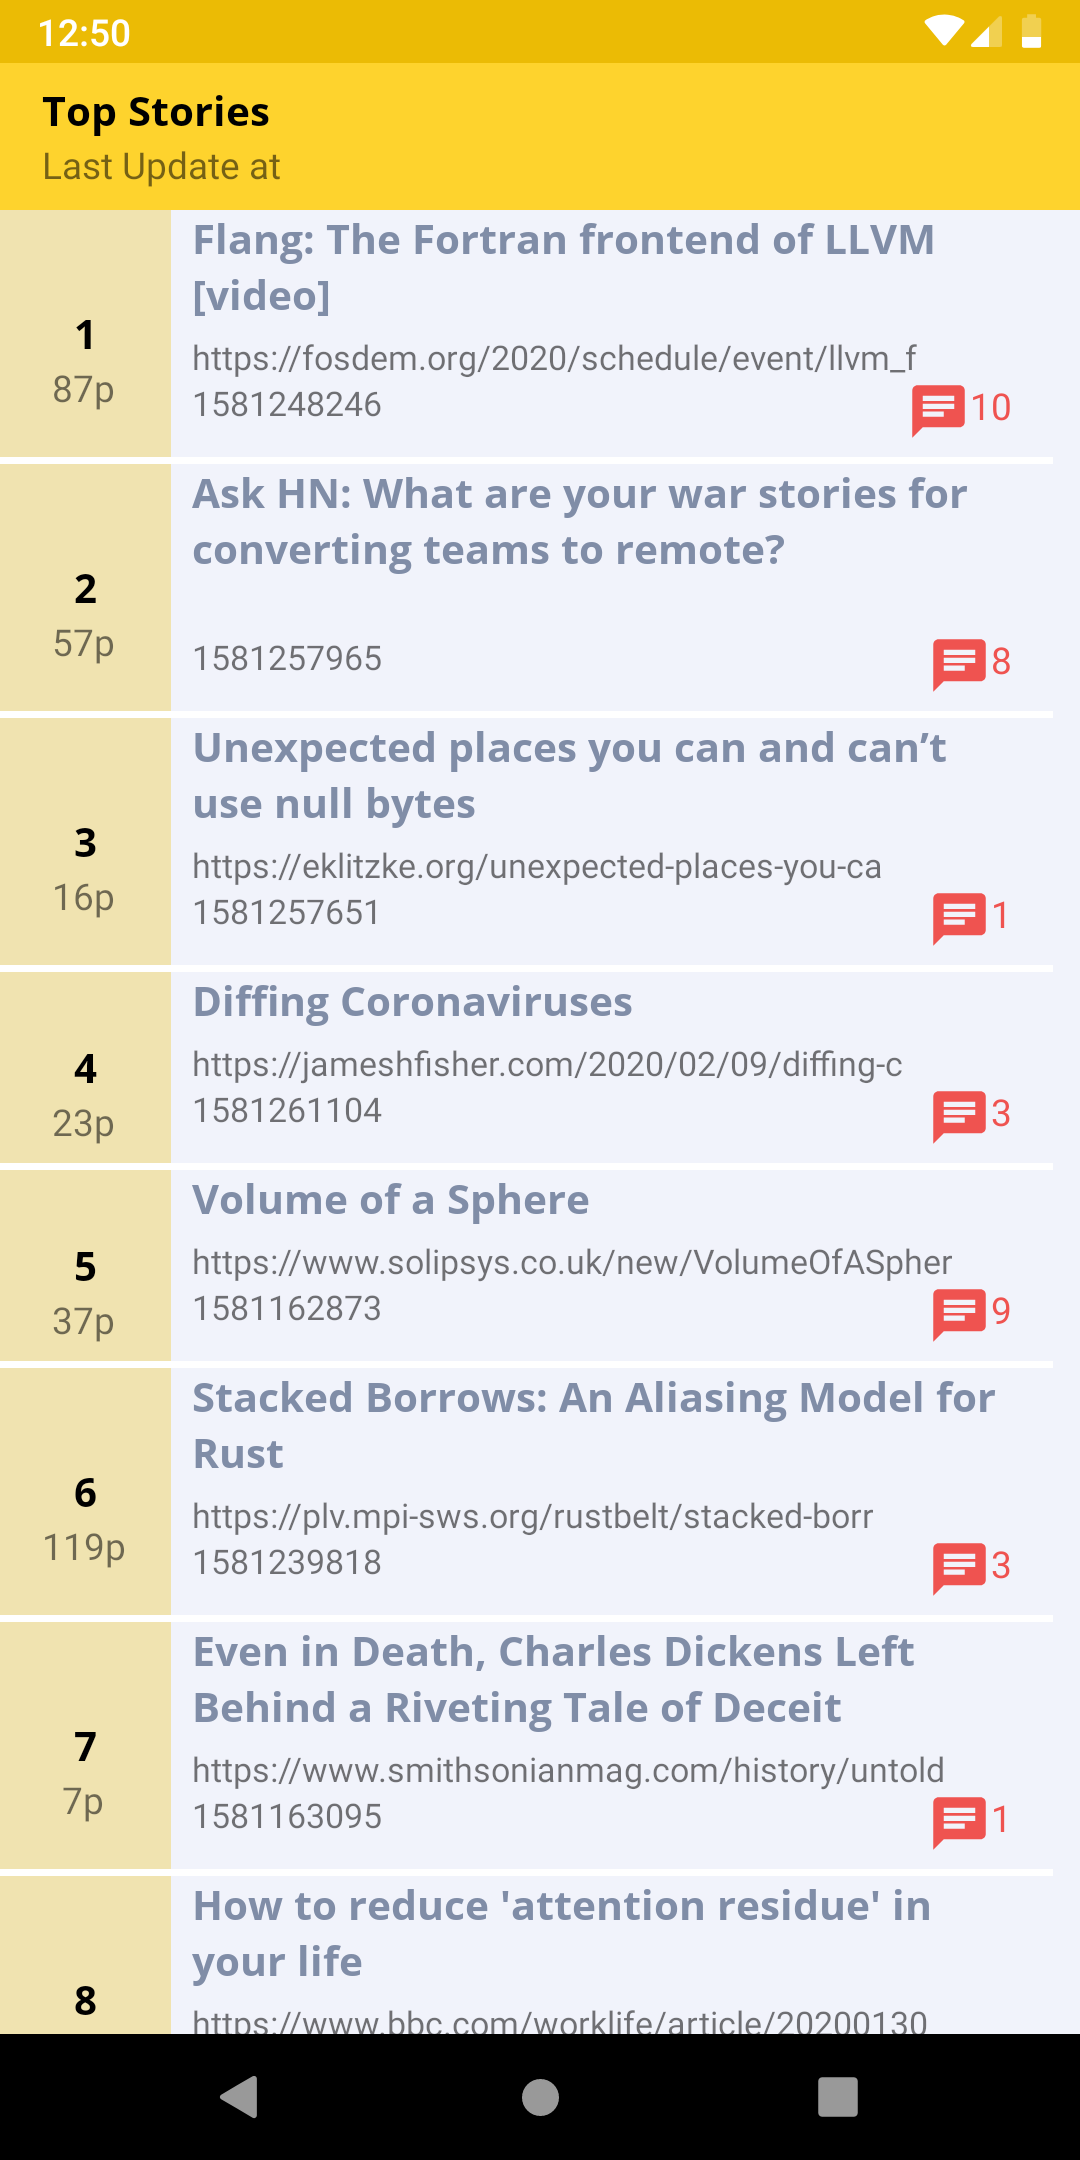 12:50
Top Stories
Last Update at
Flang: The Fortran frontend of LLVM
[video]
1
87p
https://fosdem.org/2020/schedule/event/llvm_f
1581248246
10
Ask HN: What are your war stories for
converting teams to remote?
2
57p
1581257965
8
Unexpected places you can and can’t
use null bytes
3
16p
https://eklitzke.org/unexpected-places-you-ca
1581257651
1
Diffing Coronaviruses
4
23p
https://jameshfisher.com/2020/02/09/diffing-c
1581261104
3
Volume of a Sphere
5
37p
https://www.solipsys.co.uk/new/VolumeOfASpher
1581162873
9
Stacked Borrows: An Aliasing Model for
Rust
6
119p
https://plv.mpi-sws.org/rustbelt/stacked-borr
1581239818
3
Even in Death, Charles Dickens Left
Behind a Riveting Tale of Deceit
7
7p
https://www.smithsonianmag.com/history/untold
1581163095
1
How to reduce 'attention residue' in
your life
8
https://www.bbc.com/worklife/article/20200130